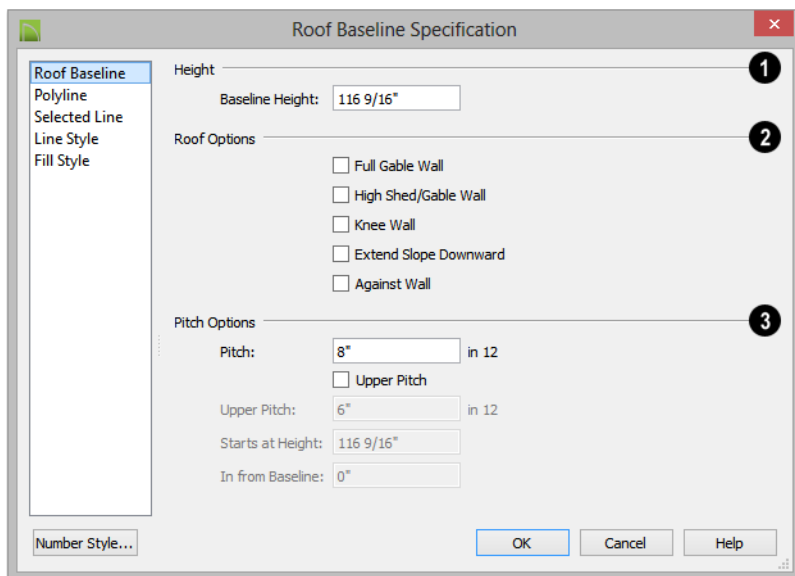 Roof Baseline Specification
×
Roof Baseline
Polyline
Selected Line
Line Style
Fill Style
Height 1
Baseline Height: 116 9/16"
Roof Options 2
Full Gable Wall
High Shed/Gable Wall
Knee Wall
Extend Slope Downward
Against Wall
Pitch Options 3
Pitch: 8" in 12
Upper Pitch
Upper Pitch: 6" in 12
Starts at Height: 116 9/16"
In from Baseline: 0"
Number Style... OK Cancel Help